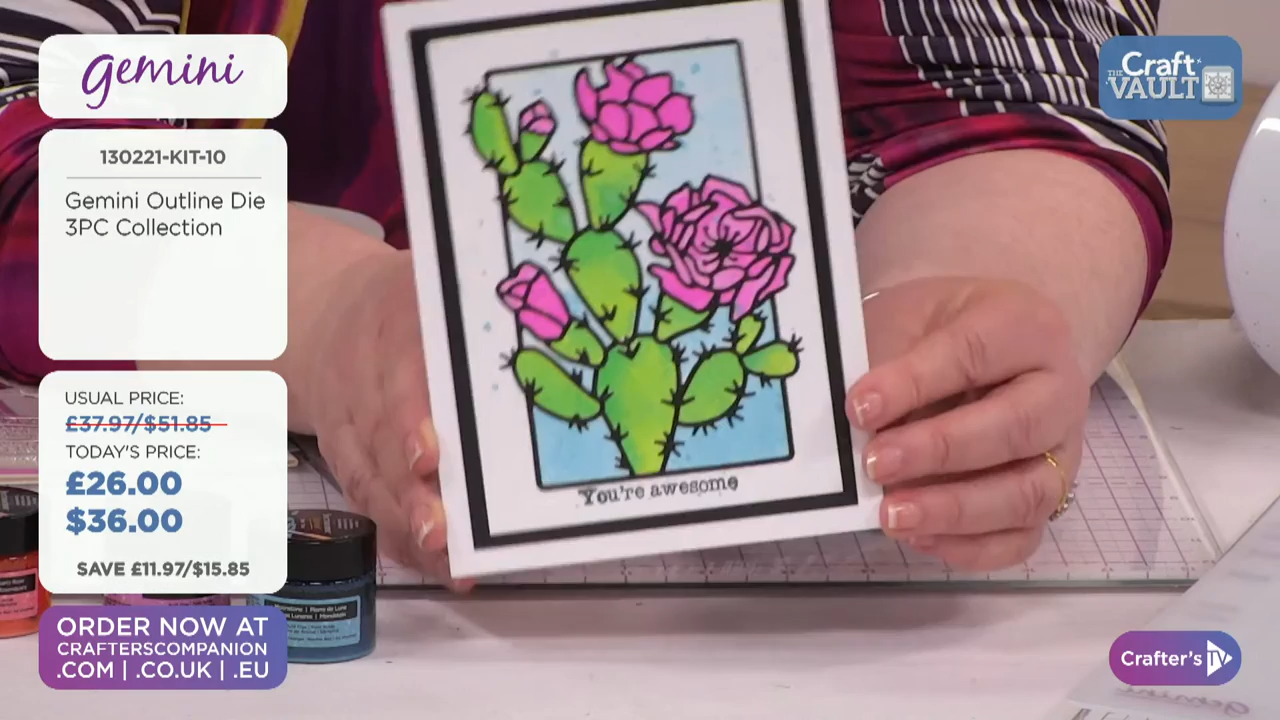 gemini
130221-KIT-10
Gemini Outline Die
3PC Collection
USUAL PRICE:
£37.97/$51.85
TODAY'S PRICE:
£26.00
$36.00
SAVE £11.97/$15.85
ORDER NOW AT
CRAFTERSCOMPANION
.COM | .CO.UK | .EU
THE Craft
VAULT
You're awesome
Crafter's TV
gemini